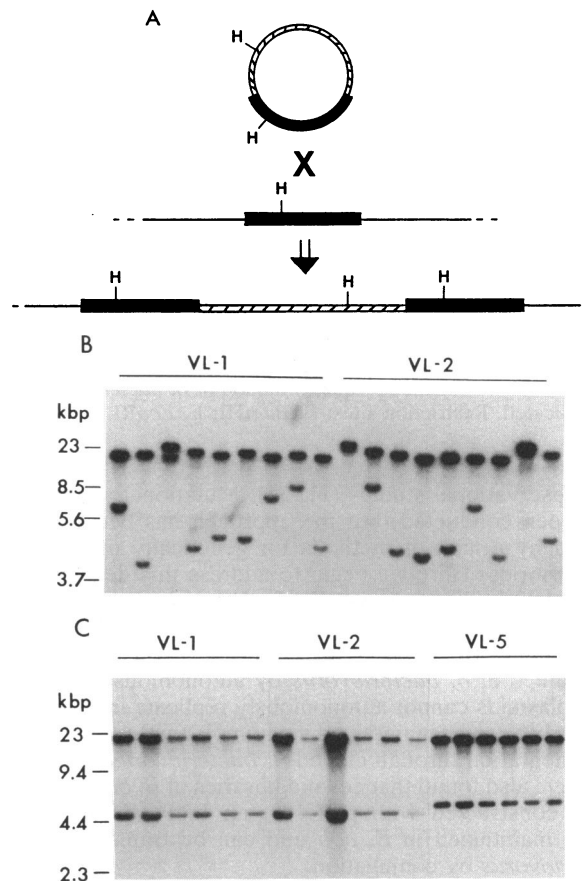 A
H
H
X
H
H
H
H
B
VL-1 VL-2
kbp
23
8.5
5.6
3.7
C
VL-1 VL-2 VL-5
kbp
23
9.4
4.4
2.3